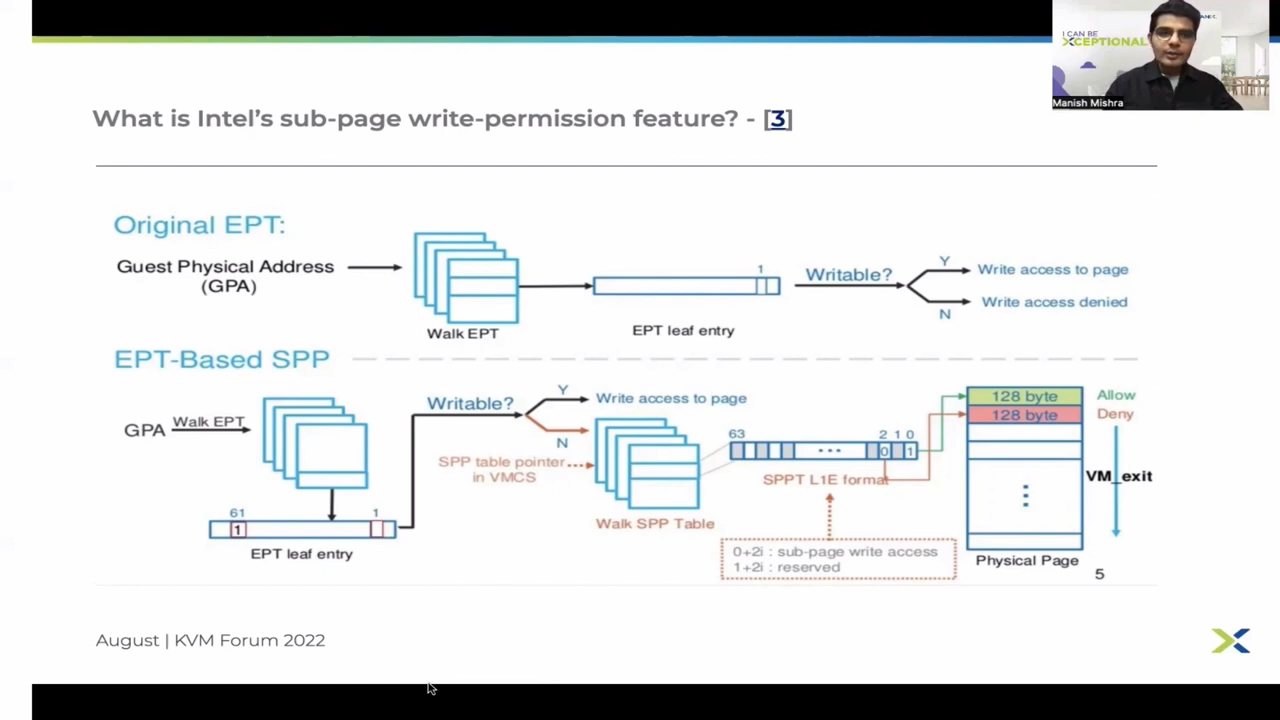 I CAN BE
XCEPTIONAL
Manish Mishra
What is Intel's sub-page write-permission feature? - [3]
Original EPT:
Guest Physical Address
(GPA)
Walk EPT
1
EPT leaf entry
Writable?
Y
N
Write access to page
Write access denied
EPT-Based SPP
GPA
Walk EPT
61
1
1
EPT leaf entry
Writable?
Y
N
Write access to page
SPP table pointer
in VMCS
Walk SPP Table
63
2 1 0
0
1
SPPT L1E format
0+2i : sub-page write access
1+2i : reserved
128 byte
128 byte
Allow
Deny
VM_exit
Physical Page
5
August | KVM Forum 2022